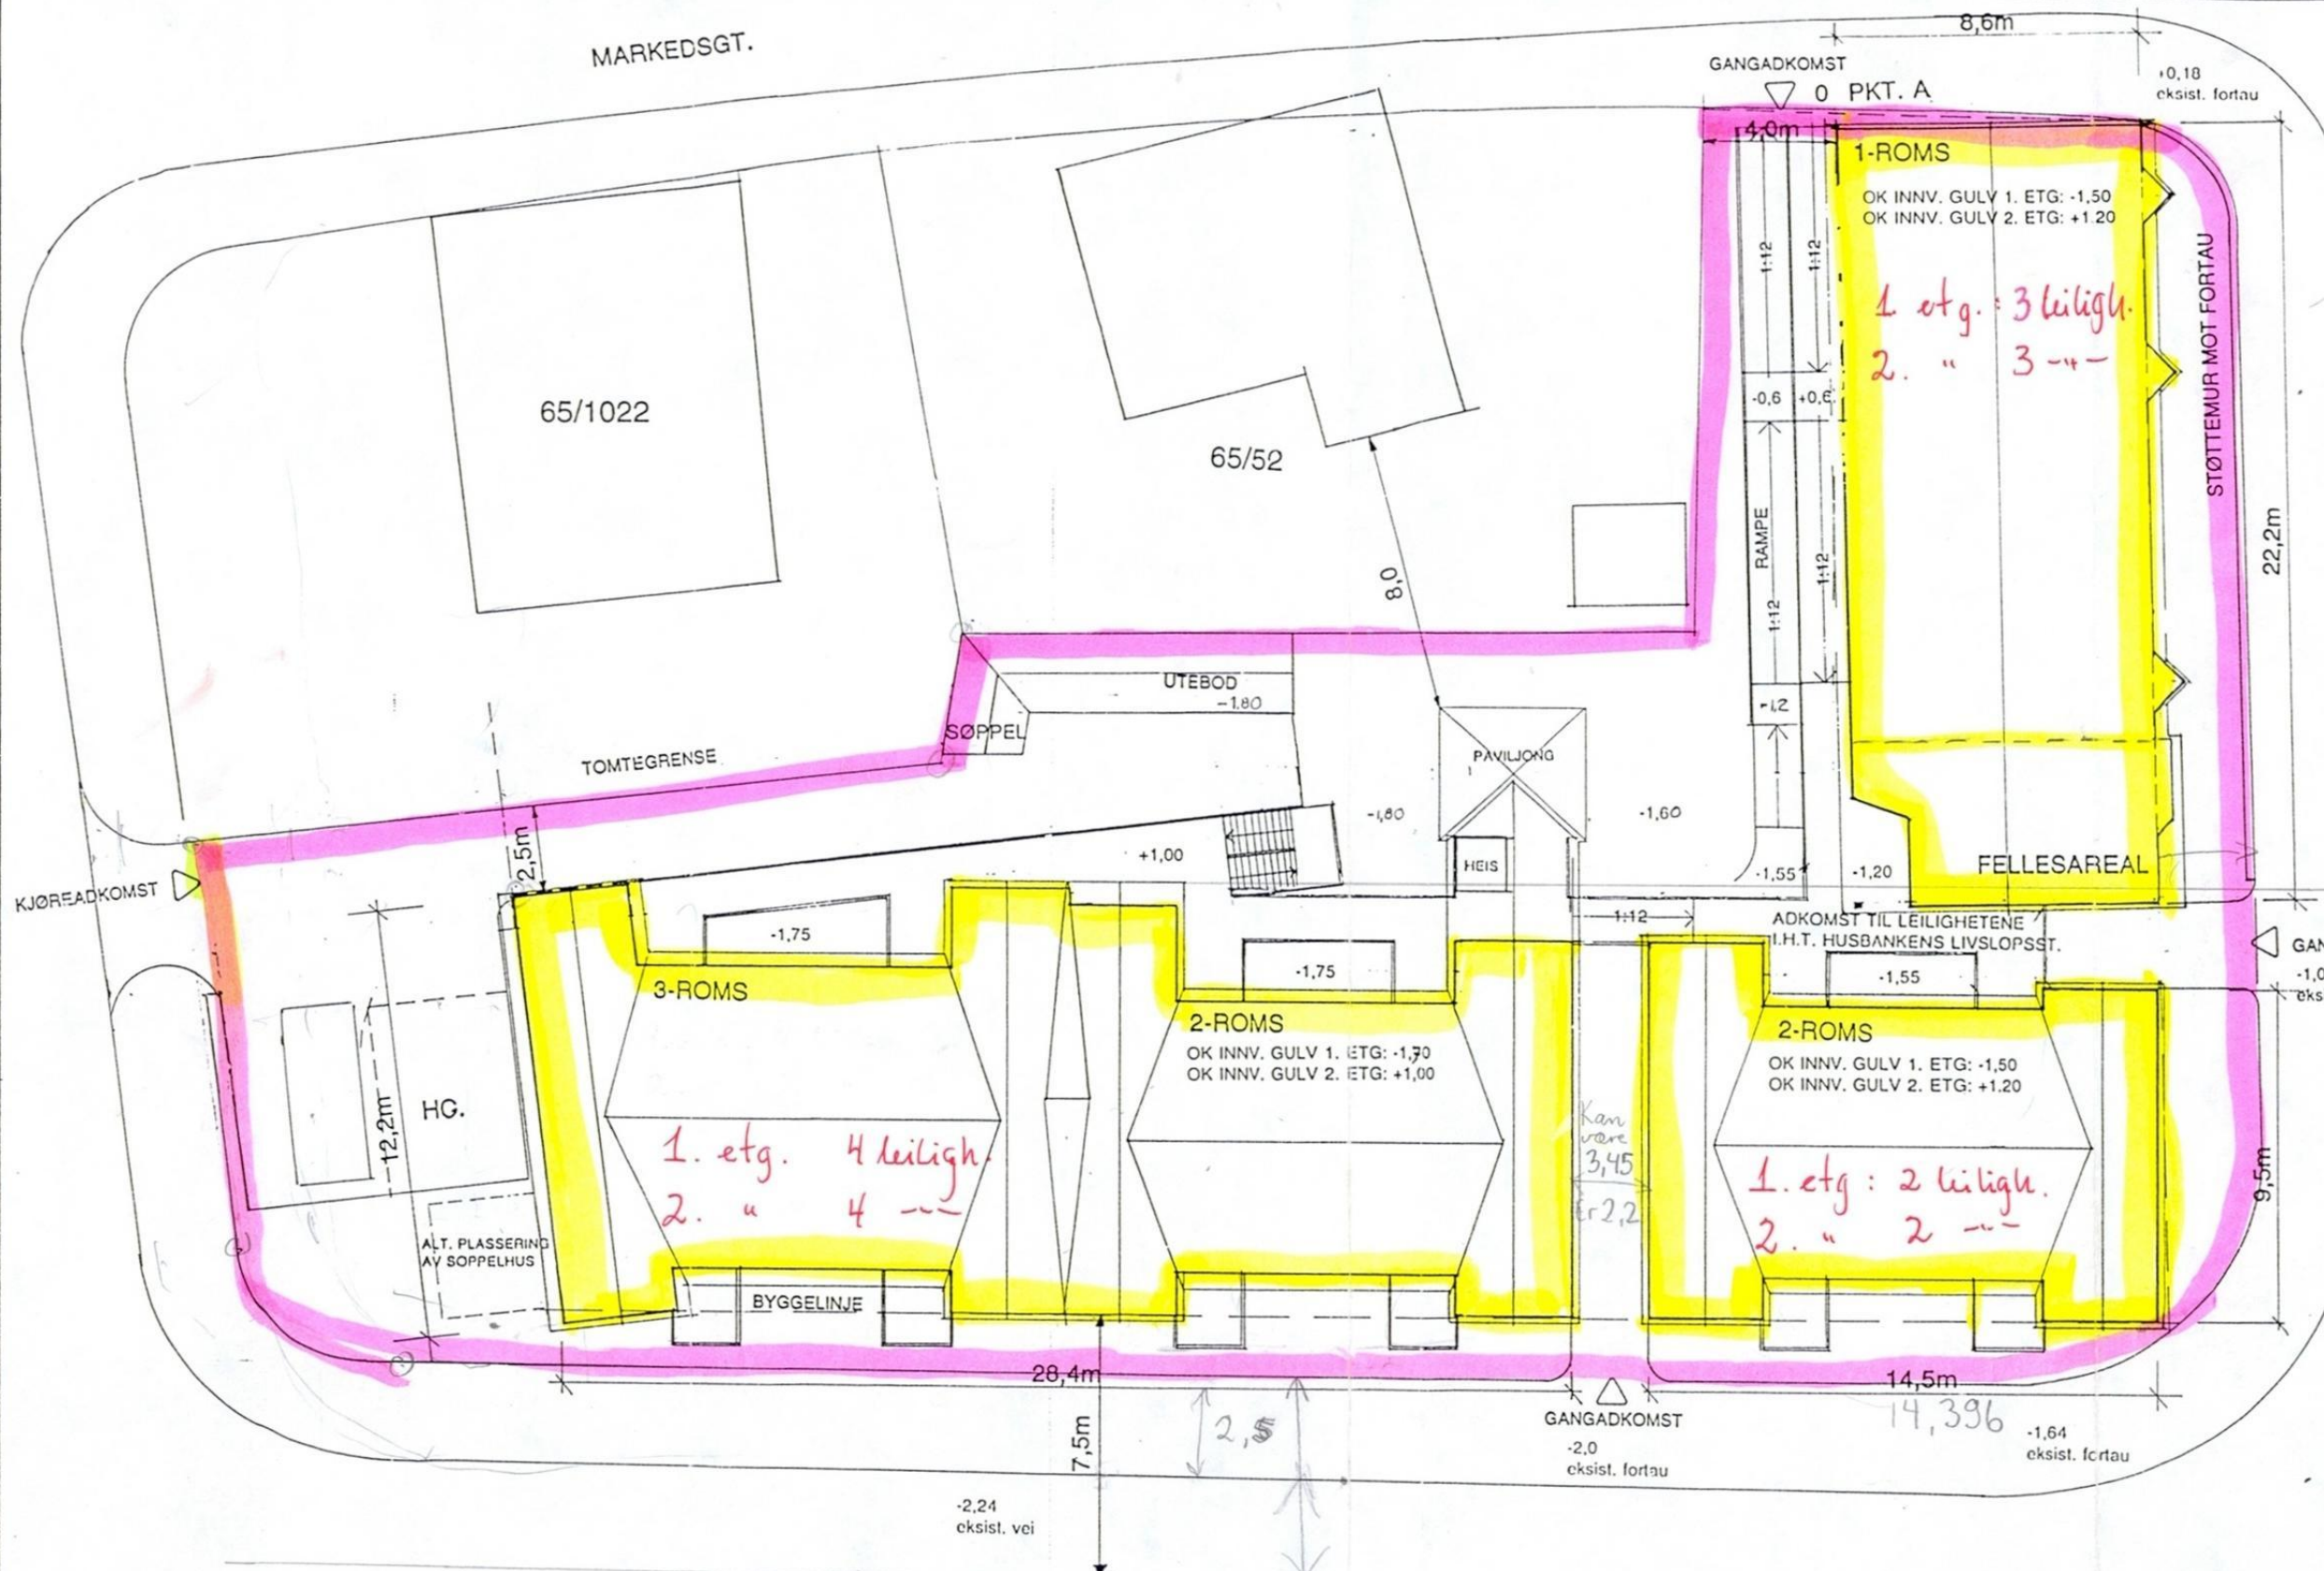 MARKEDSGT.
8,6m
GANGADKOMST
0 PKT. A
+0,18
eksist. fortau
4,0m
1-ROMS
OK INNV. GULV 1. ETG: -1,50
OK INNV. GULV 2. ETG: +1.20
1:12
1:12
STØTTEMUR MOT FORTAU
1. etg. : 3 leiligh.
2. " 3 -"-
65/1022
65/52
-0,6
+0,6
RAMPE
1:12
1:12
22,2m
8,0
UTEBOD
-1.80
-1,2
SØPPEL
TOMTEGRENSE
PAVILJONG
-1,80
-1,60
2,5m
+1,00
HEIS
-1,55
-1,20
FELLESAREAL
KJØREADKOMST
1:12
ADKOMST TIL LEILIGHETENE
I.H.T. HUSBANKENS LIVSLOPSST.
-1,75
-1,75
-1,55
GAN
-1,0
eks
3-ROMS
2-ROMS
OK INNV. GULV 1. ETG: -1,70
OK INNV. GULV 2. ETG: +1,00
2-ROMS
OK INNV. GULV 1. ETG: -1,50
OK INNV. GULV 2. ETG: +1.20
HG.
12,2m
Kan
være
3,45
Er 2,2
1. etg. 4 leiligh.
2. " 4 -"-
1. etg : 2 leiligh.
2. " 2 -"-
9,5m
ALT. PLASSERING
AV SOPPELHUS
BYGGELINJE
28,4m
14,5m
14,396
7,5m
2,5
GANGADKOMST
-2,0
eksist. fortau
-1,64
eksist. fortau
-2,24
eksist. vei